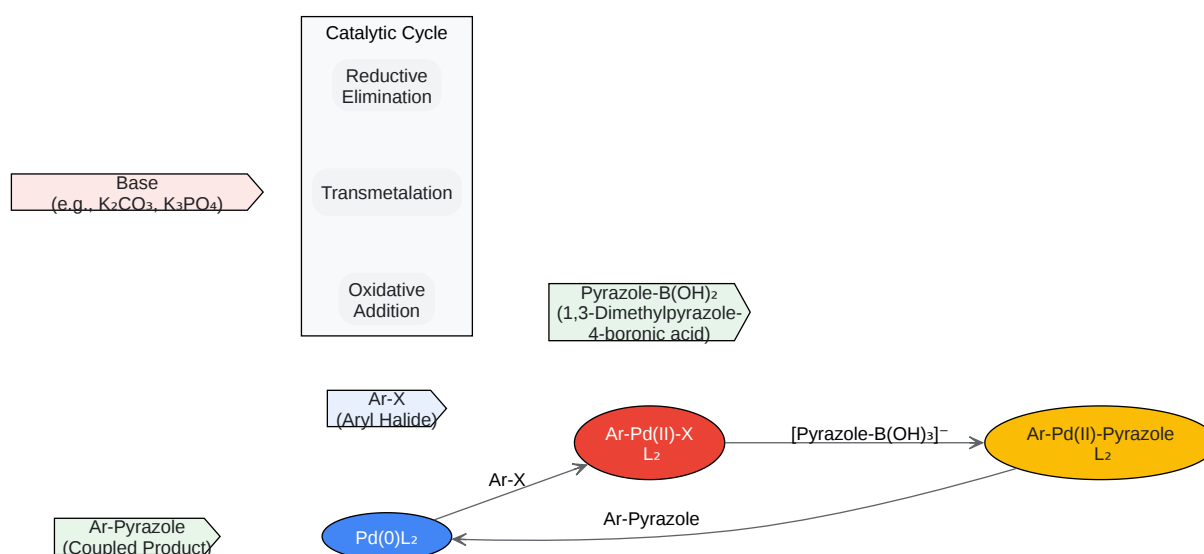 Catalytic Cycle
Reductive
Elimination
Base
(e.g., K₂CO₃, K₃PO₄)
Transmetalation
Oxidative
Addition
Pyrazole-B(OH)₂
(1,3-Dimethylpyrazole-
4-boronic acid)
Ar-X
(Aryl Halide)
Ar-Pd(II)-X
L₂
[Pyrazole-B(OH)₃]⁻
Ar-Pd(II)-Pyrazole
L₂
Ar-X
Ar-Pyrazole
Ar-Pyrazole
(Coupled Product)
Pd(0)L₂